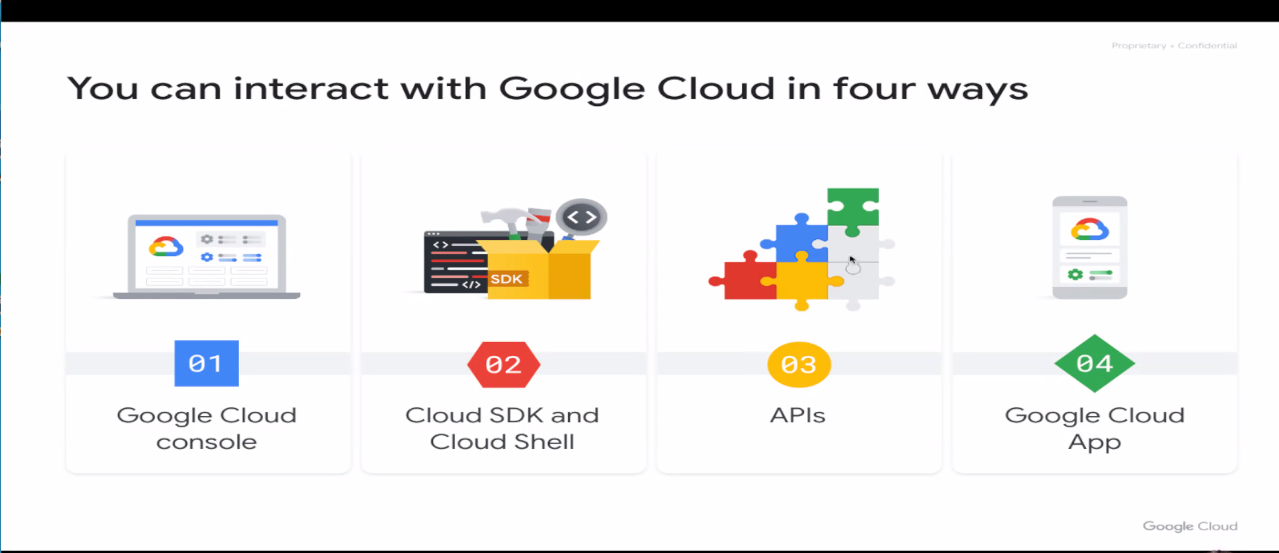 Proprietary + Confidential
You can interact with Google Cloud in four ways
<>
</>
SDK
<>
01
Google Cloud
console
02
Cloud SDK and
Cloud Shell
03
APIs
04
Google Cloud
App
Google Cloud